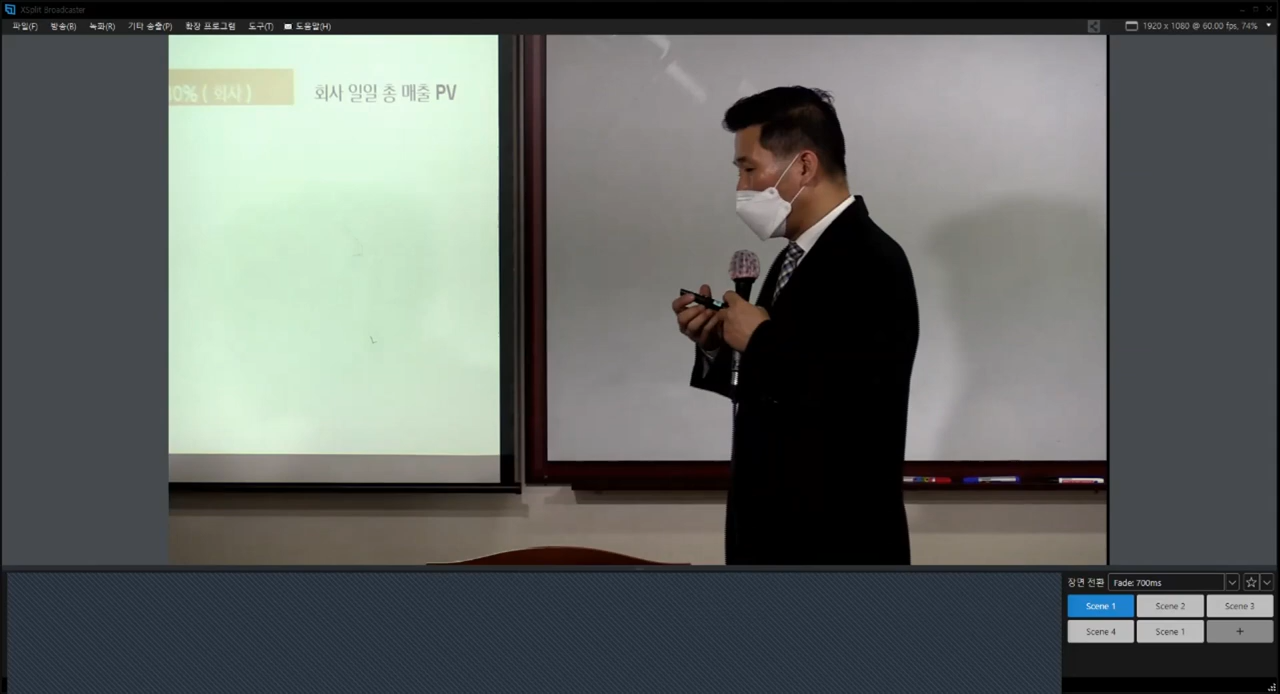 XSplit Broadcaster
파일(F) 방송(B) 녹화(R) 기타 송출(P) 확장 프로그램 도구(T) 도움말(H)
1920 x 1080 @ 60.00 fps, 74%
0% ( 회사 ) 회사 일일 총 매출 PV
장면 전환 Fade: 700ms
Scene 1 Scene 2 Scene 3
Scene 4 Scene 1 +